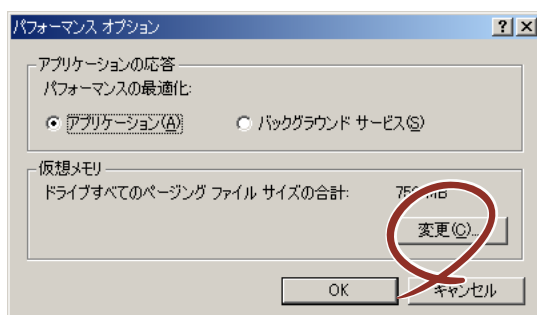 パフォーマンス オプション
アプリケーションの応答
パフォーマンスの最適化:
アプリケーション(A) バックグラウンド サービス(S)
仮想メモリ
ドライブすべてのページング ファイル サイズの合計: MB
変更(C)...
OK キャンセル